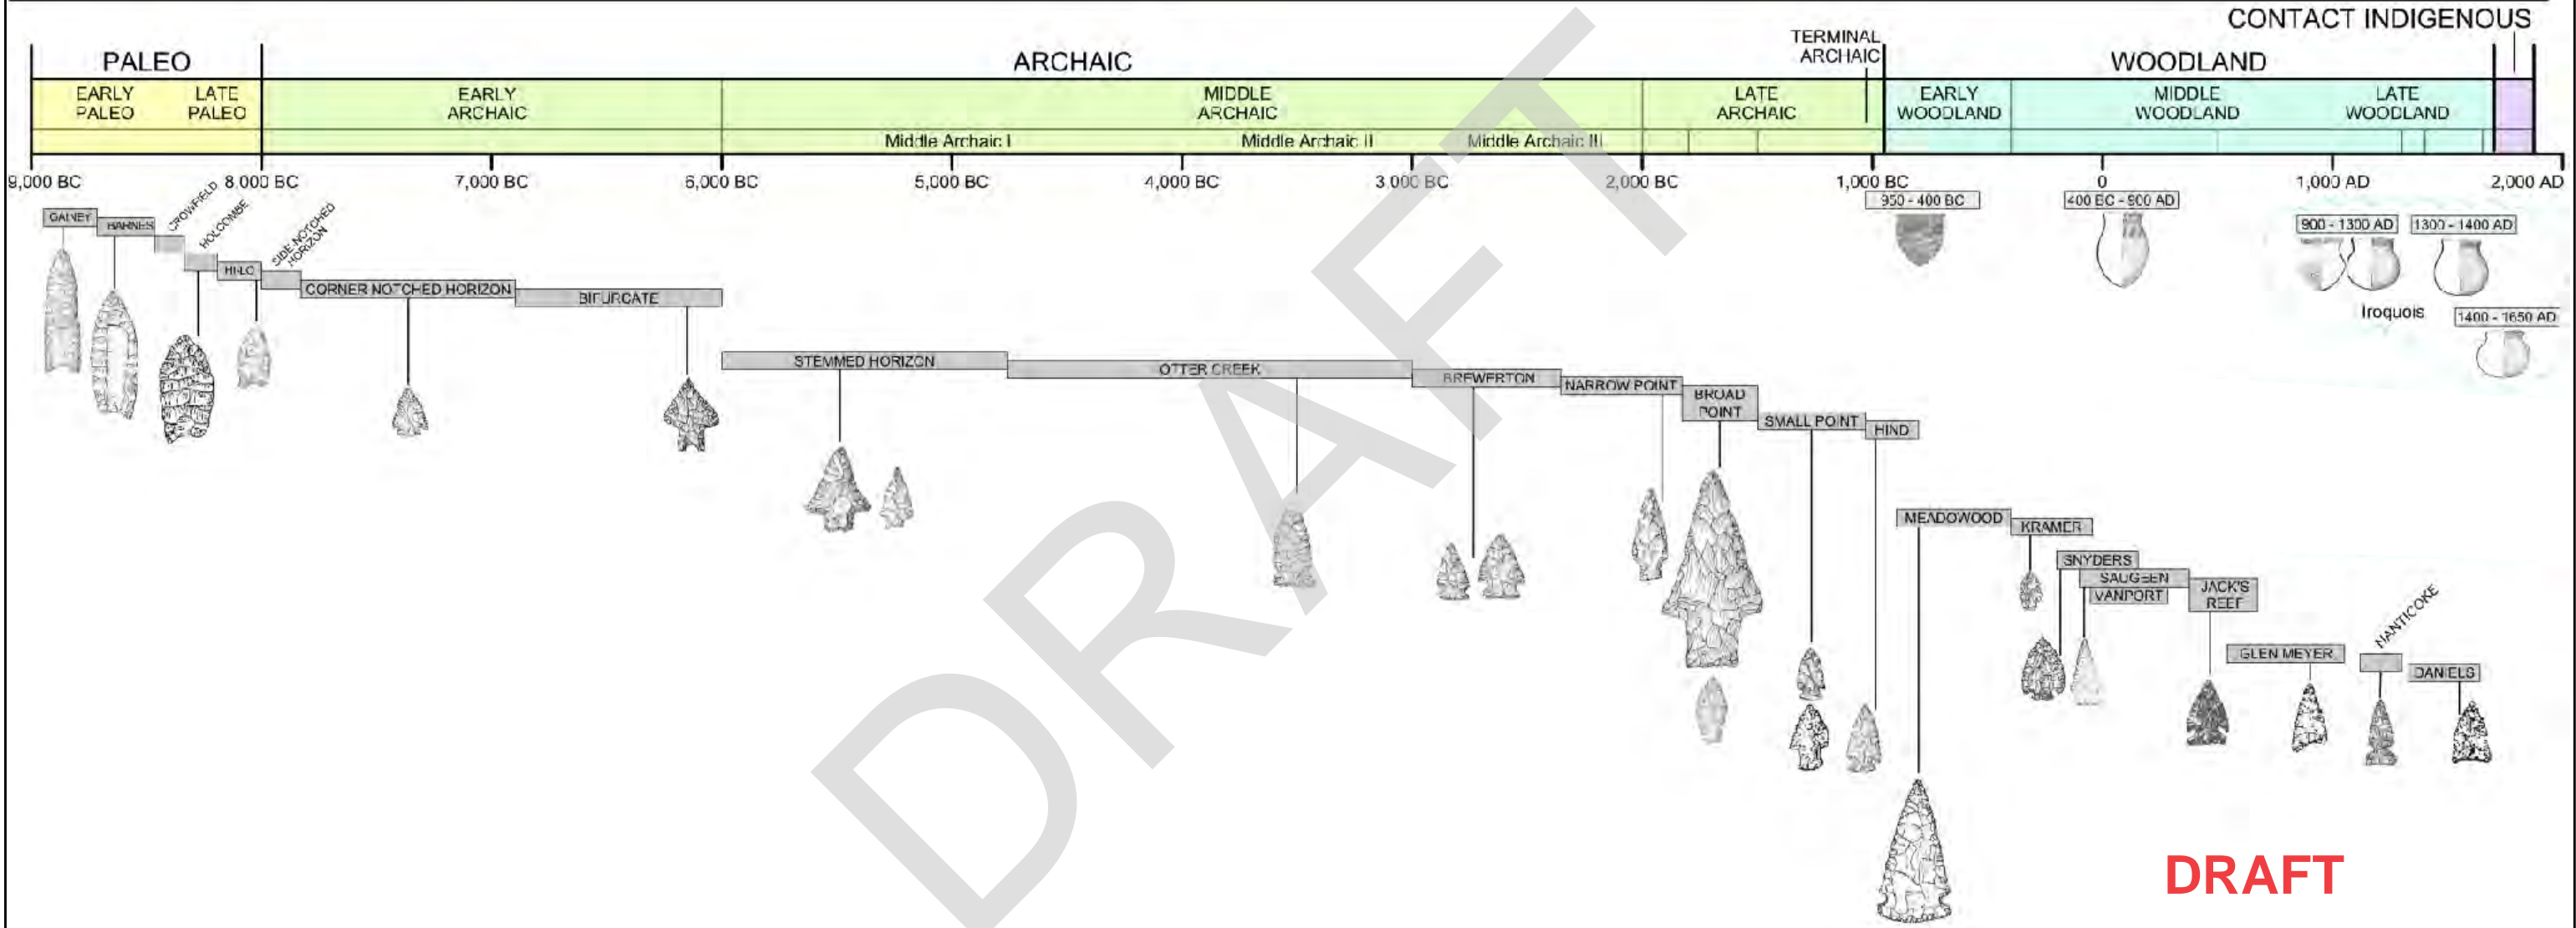 CONTACT INDIGENOUS
PALEO
ARCHAIC
TERMINAL
ARCHAIC
WOODLAND
EARLY
PALEO
LATE
PALEO
EARLY
ARCHAIC
MIDDLE
ARCHAIC
LATE
ARCHAIC
EARLY
WOODLAND
MIDDLE
WOODLAND
LATE
WOODLAND
Middle Archaic I
Middle Archaic II
Middle Archaic III
9,000 BC
8,000 BC
7,000 BC
6,000 BC
5,000 BC
4,000 BC
3,000 BC
2,000 BC
1,000 BC
0
1,000 AD
2,000 AD
950 - 400 BC
400 BC - 900 AD
900 - 1300 AD
1300 - 1400 AD
Iroquois
1400 - 1650 AD
GAINEY
BARNES
CROWFIELD
HOLCOMBE
HI-LO
SIDE-NOTCHED
HORIZON
CORNER NOTCHED HORIZON
BIFURCATE
STEMMED HORIZON
OTTER CREEK
BREWERTON
NARROW POINT
BROAD
POINT
SMALL POINT
HIND
MEADOWOOD
KRAMER
SNYDERS
SAUGEEN
VANPORT
JACK'S
REEF
GLEN MEYER
NANTICOKE
DANIELS
DRAFT
DRAFT